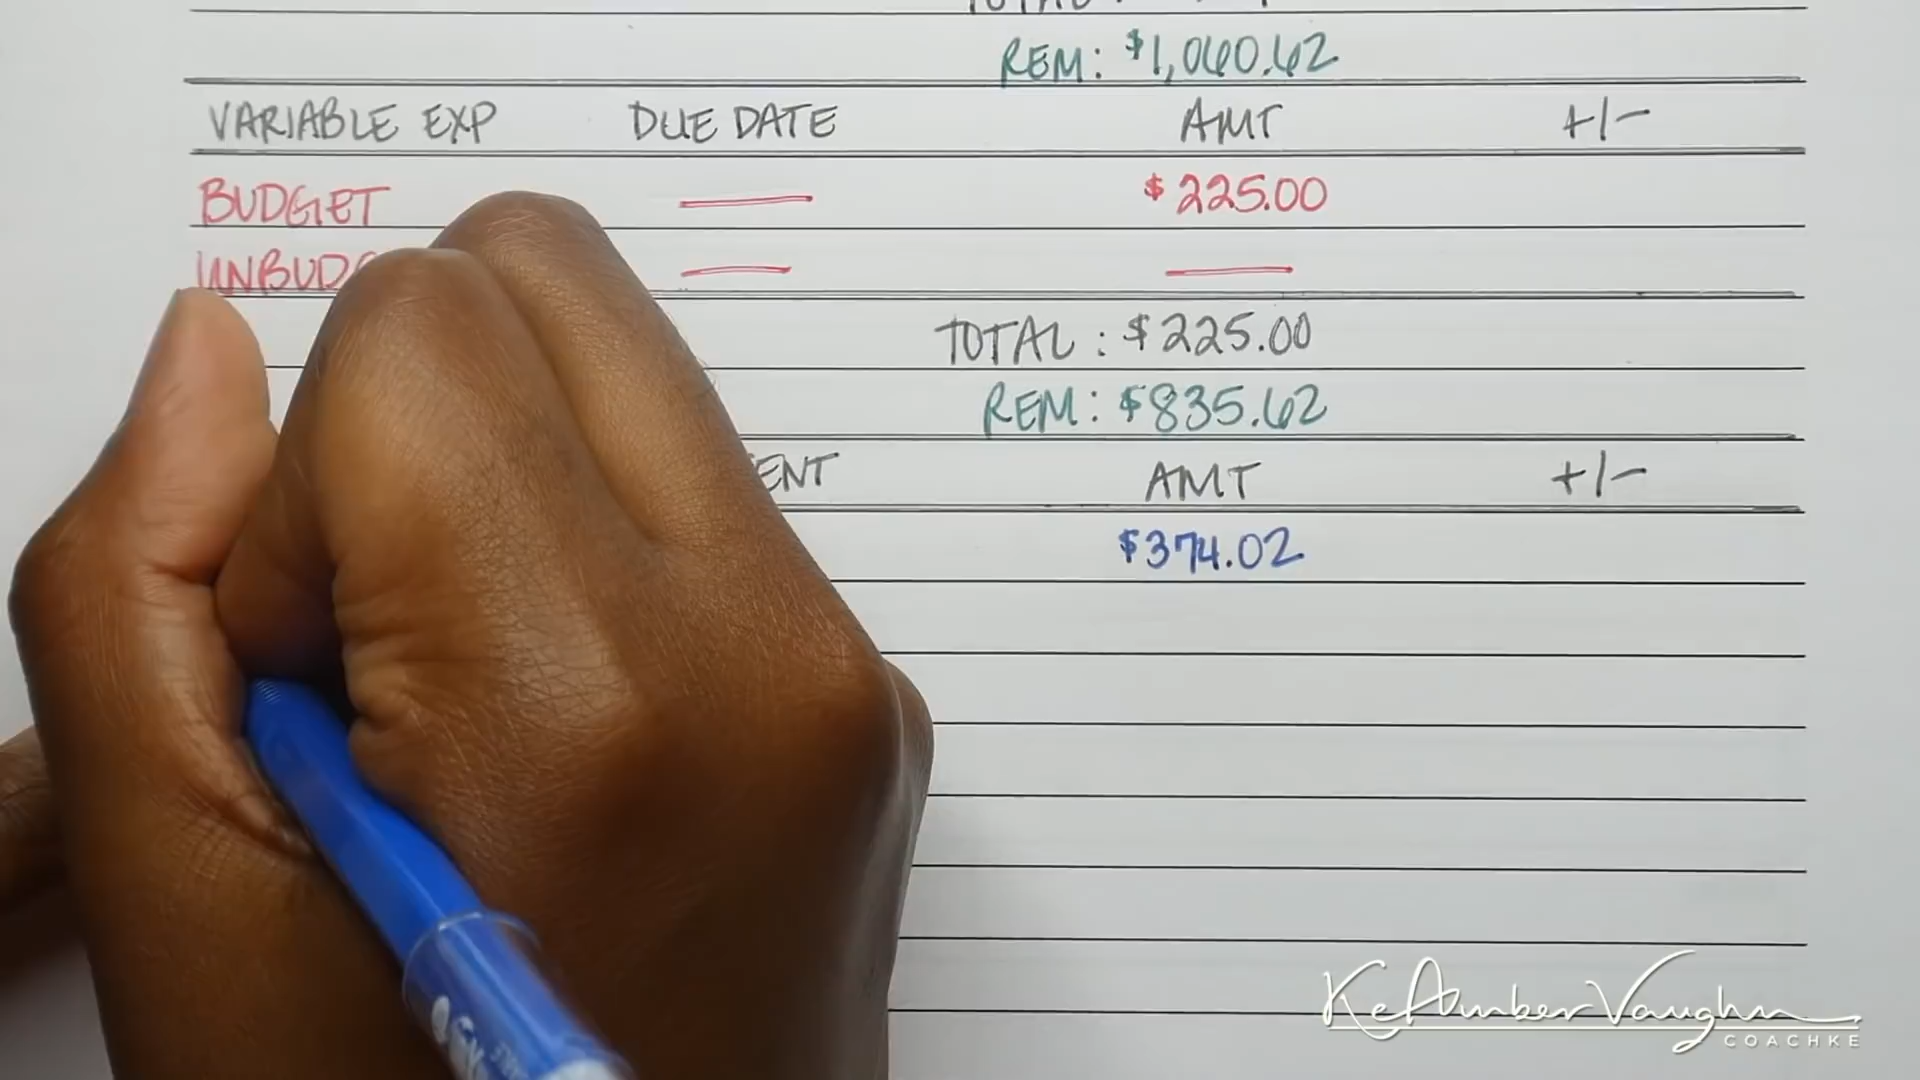 REM: $1,060.62
VARIABLE EXP DUE DATE AMT +/-
BUDGET — $225.00
— —
TOTAL: $225.00
REM: $835.62
AMT +/-
$374.02
KeAmber Vaughn
COACHKE